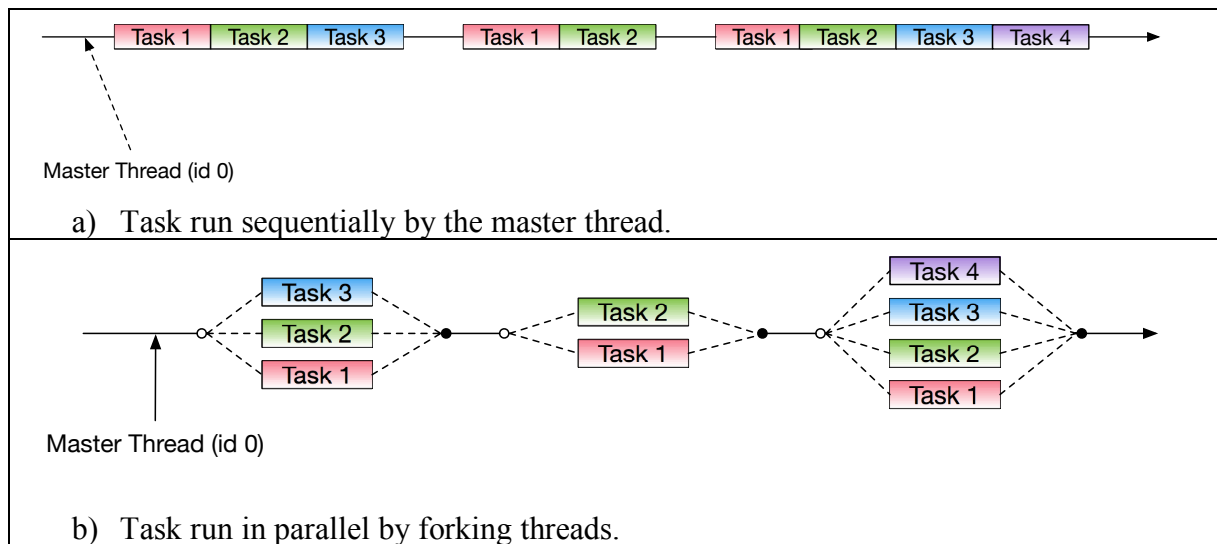 Task 1 Task 2 Task 3 Task 1 Task 2 Task 1 Task 2 Task 3 Task 4
Master Thread (id 0)
a) Task run sequentially by the master thread.
Task 4
Task 3
Task 2
Task 3
Task 2
Task 1
Task 2
Task 1
Task 1
Master Thread (id 0)
b) Task run in parallel by forking threads.